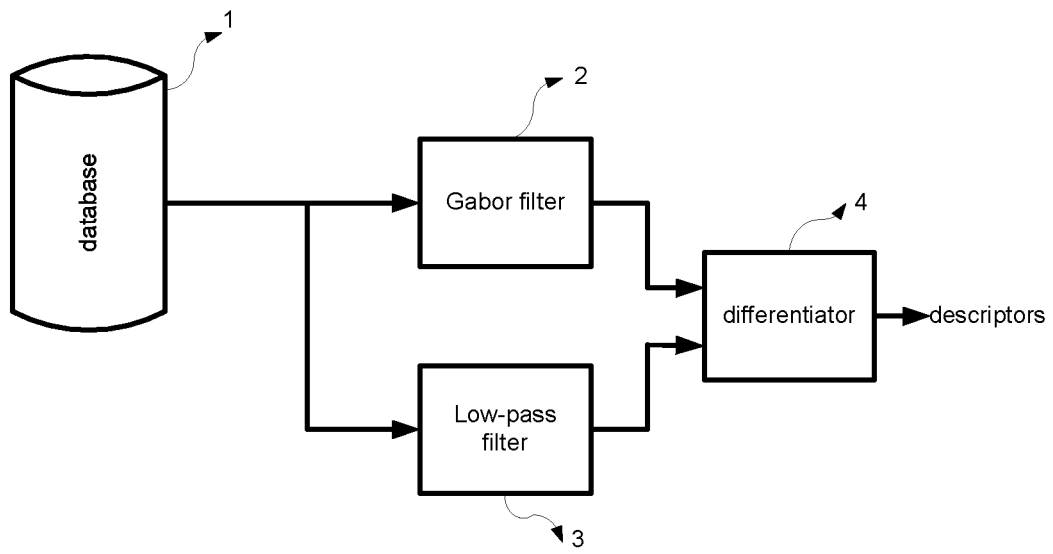 1
database
2
Gabor filter
4
differentiator
descriptors
Low-pass
filter
3